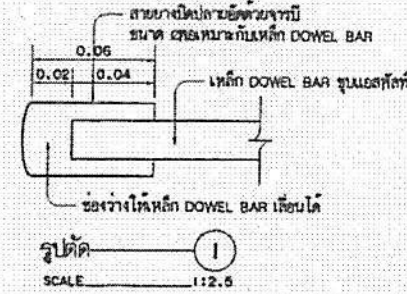 สายยางปิดปลายอัดด้วยจารบี
ขนาด พอเหมาะกับเหล็ก DOWEL BAR
0.06
0.02 0.04
เหล็ก DOWEL BAR ชุบแอสฟัลท์
ช่องว่างให้เหล็ก DOWEL BAR เลื่อนได้
รูปตัด 1
SCALE 1:2.5